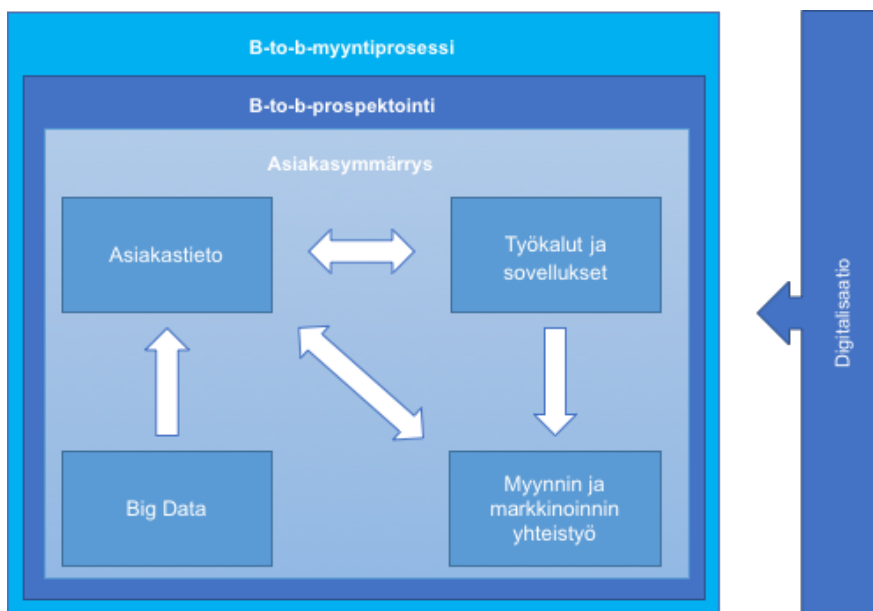 B-to-b-myyntiprosessi
B-to-b-prospektointi
Asiakasymmärrys
Asiakastieto
Työkalut ja
sovellukset
Big Data
Myynnin ja
markkinoinnin
yhteistyö
Digitalisaatio